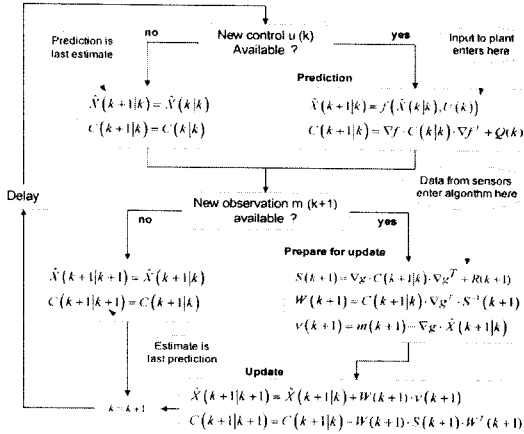 no
New control u (k)
Available ?
yes
Prediction is
last estimate
Input to plant
enters here
Prediction
X̂(k+1|k) = X̂(k|k)
C(k+1|k) = C(k|k)
X̂(k+1|k) = f(X̂(k|k),U(k))
C(k+1|k) = ∇f · C(k|k) · ∇f^T + Q(k)
Data from sensors
enter algorithm here
Delay
New observation m (k+1)
available ?
no
yes
Prepare for update
X̂(k+1|k+1) = X̂(k+1|k)
C(k+1|k+1) = C(k+1|k)
S(k+1) = ∇g · C(k+1|k) · ∇g^T + R(k+1)
W(k+1) = C(k+1|k) · ∇g^T · S^-1(k+1)
v(k+1) = m(k+1) − ∇g · X̂(k+1|k)
Estimate is
last prediction
Update
k = k+1
X̂(k+1|k+1) = X̂(k+1|k) + W(k+1) · v(k+1)
C(k+1|k+1) = C(k+1|k) − W(k+1) · S(k+1) · W^T(k+1)